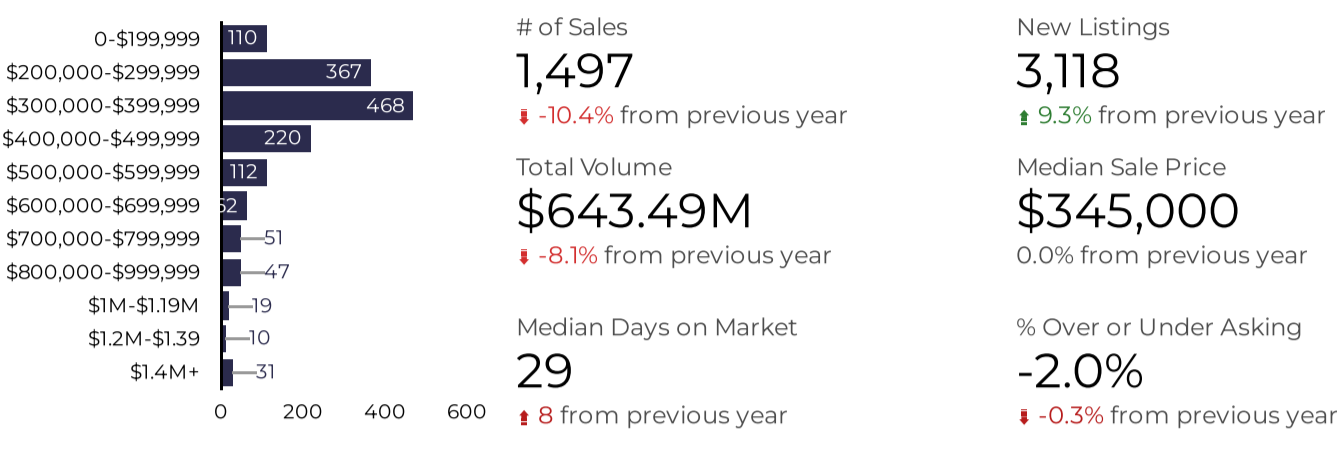 0-$199,999 110
$200,000-$299,999 367
$300,000-$399,999 468
$400,000-$499,999 220
$500,000-$599,999 112
$600,000-$699,999 62
$700,000-$799,999 51
$800,000-$999,999 47
$1M-$1.19M 19
$1.2M-$1.39 10
$1.4M+ 31
0 200 400 600
# of Sales
1,497
-10.4% from previous year
New Listings
3,118
9.3% from previous year
Total Volume
$643.49M
-8.1% from previous year
Median Sale Price
$345,000
0.0% from previous year
Median Days on Market
29
8 from previous year
% Over or Under Asking
-2.0%
-0.3% from previous year